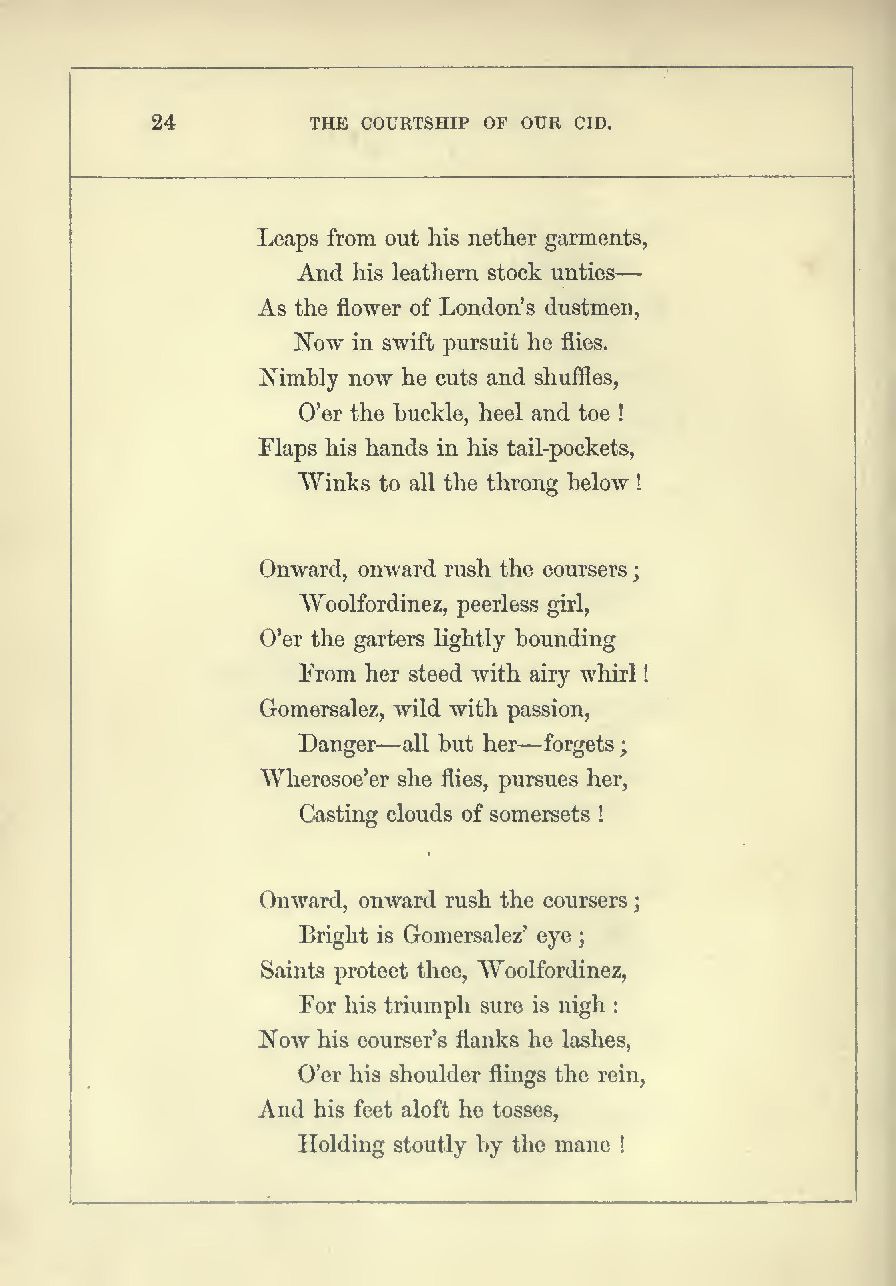 24 THE COURTSHIP OF OUR CID.
Leaps from out his nether garments,
And his leathern stock unties—
As the flower of London's dustmen,
Now in swift pursuit he flies.
Nimbly now he cuts and shuffles,
O'er the buckle, heel and toe !
Flaps his hands in his tail-pockets,
Winks to all the throng below !
Onward, onward rush the coursers ;
Woolfordinez, peerless girl,
O'er the garters lightly bounding
From her steed with airy whirl !
Gomersalez, wild with passion,
Danger—all but her—forgets ;
Wheresoe'er she flies, pursues her,
Casting clouds of somersets !
Onward, onward rush the coursers ;
Bright is Gomersalez' eye ;
Saints protect thee, Woolfordinez,
For his triumph sure is nigh :
Now his courser's flanks he lashes,
O'er his shoulder flings the rein,
And his feet aloft he tosses,
Holding stoutly by the mane !